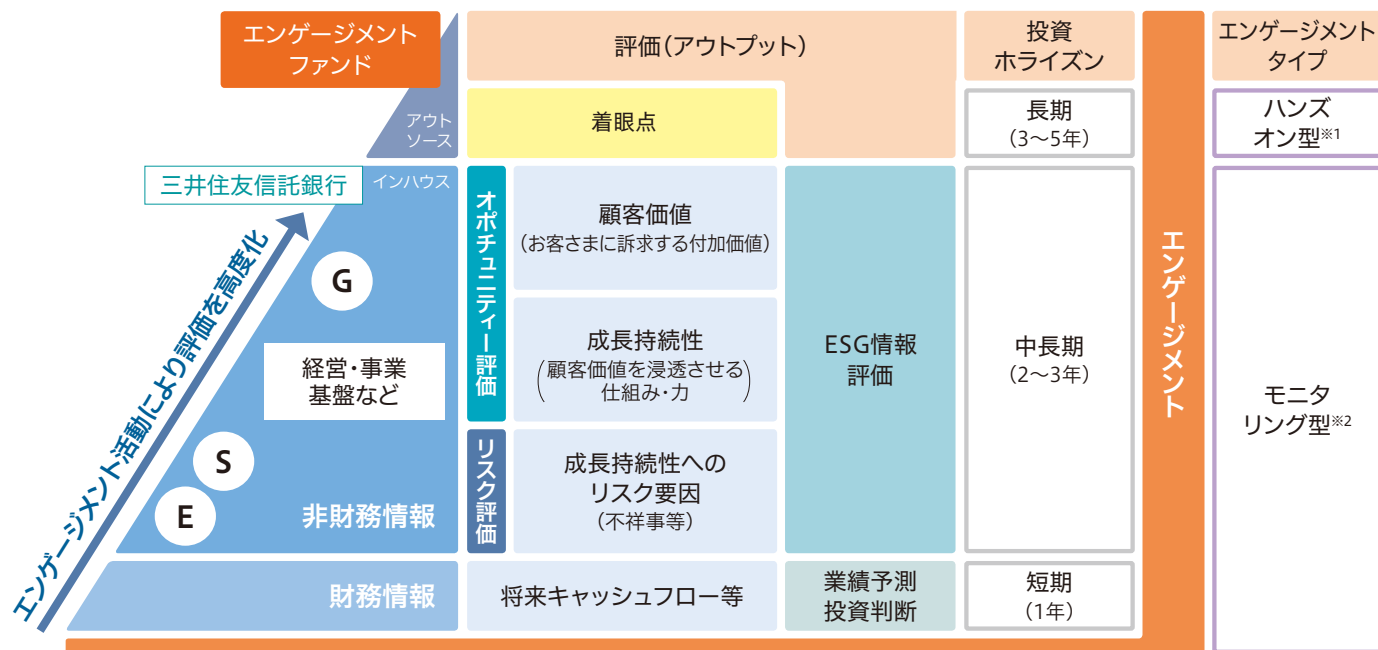 エンゲージメント
ファンド
評価(アウトプット)
投資
ホライズン
エンゲージメント
タイプ
アウト
ソース
着眼点
長期
(3〜5年)
ハンズ
オン型※1
三井住友信託銀行
インハウス
エンゲージメント活動により評価を高度化
G
経営・事業
基盤など
S
E
非財務情報
オポチュニティー評価
顧客価値
(お客さまに訴求する付加価値)
成長持続性
(顧客価値を浸透させる
仕組み・力)
リスク評価
成長持続性への
リスク要因
(不祥事等)
ESG情報
評価
中長期
(2〜3年)
エンゲージメント
モニタ
リング型※2
財務情報
将来キャッシュフロー等
業績予測
投資判断
短期
(1年)